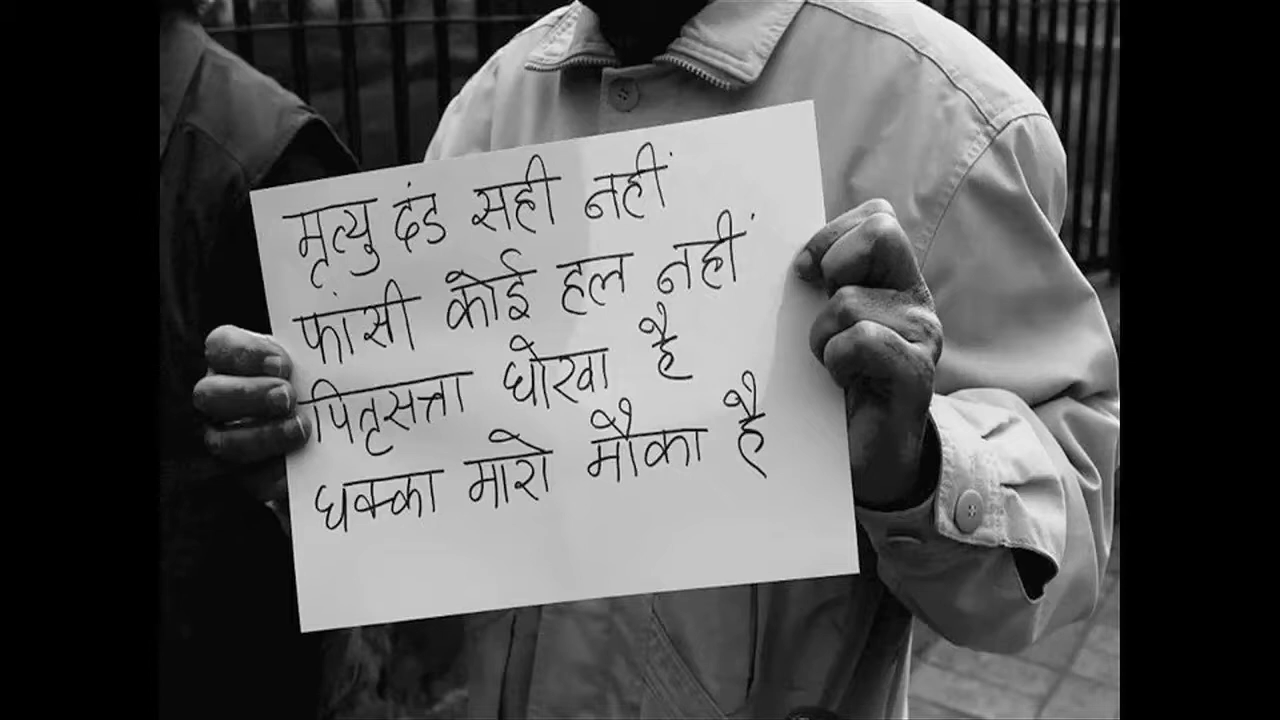 मृत्यु दंड सही नहीं
फांसी कोई हल नहीं
पितृसत्ता धोखा है
धक्का मारो मौका है